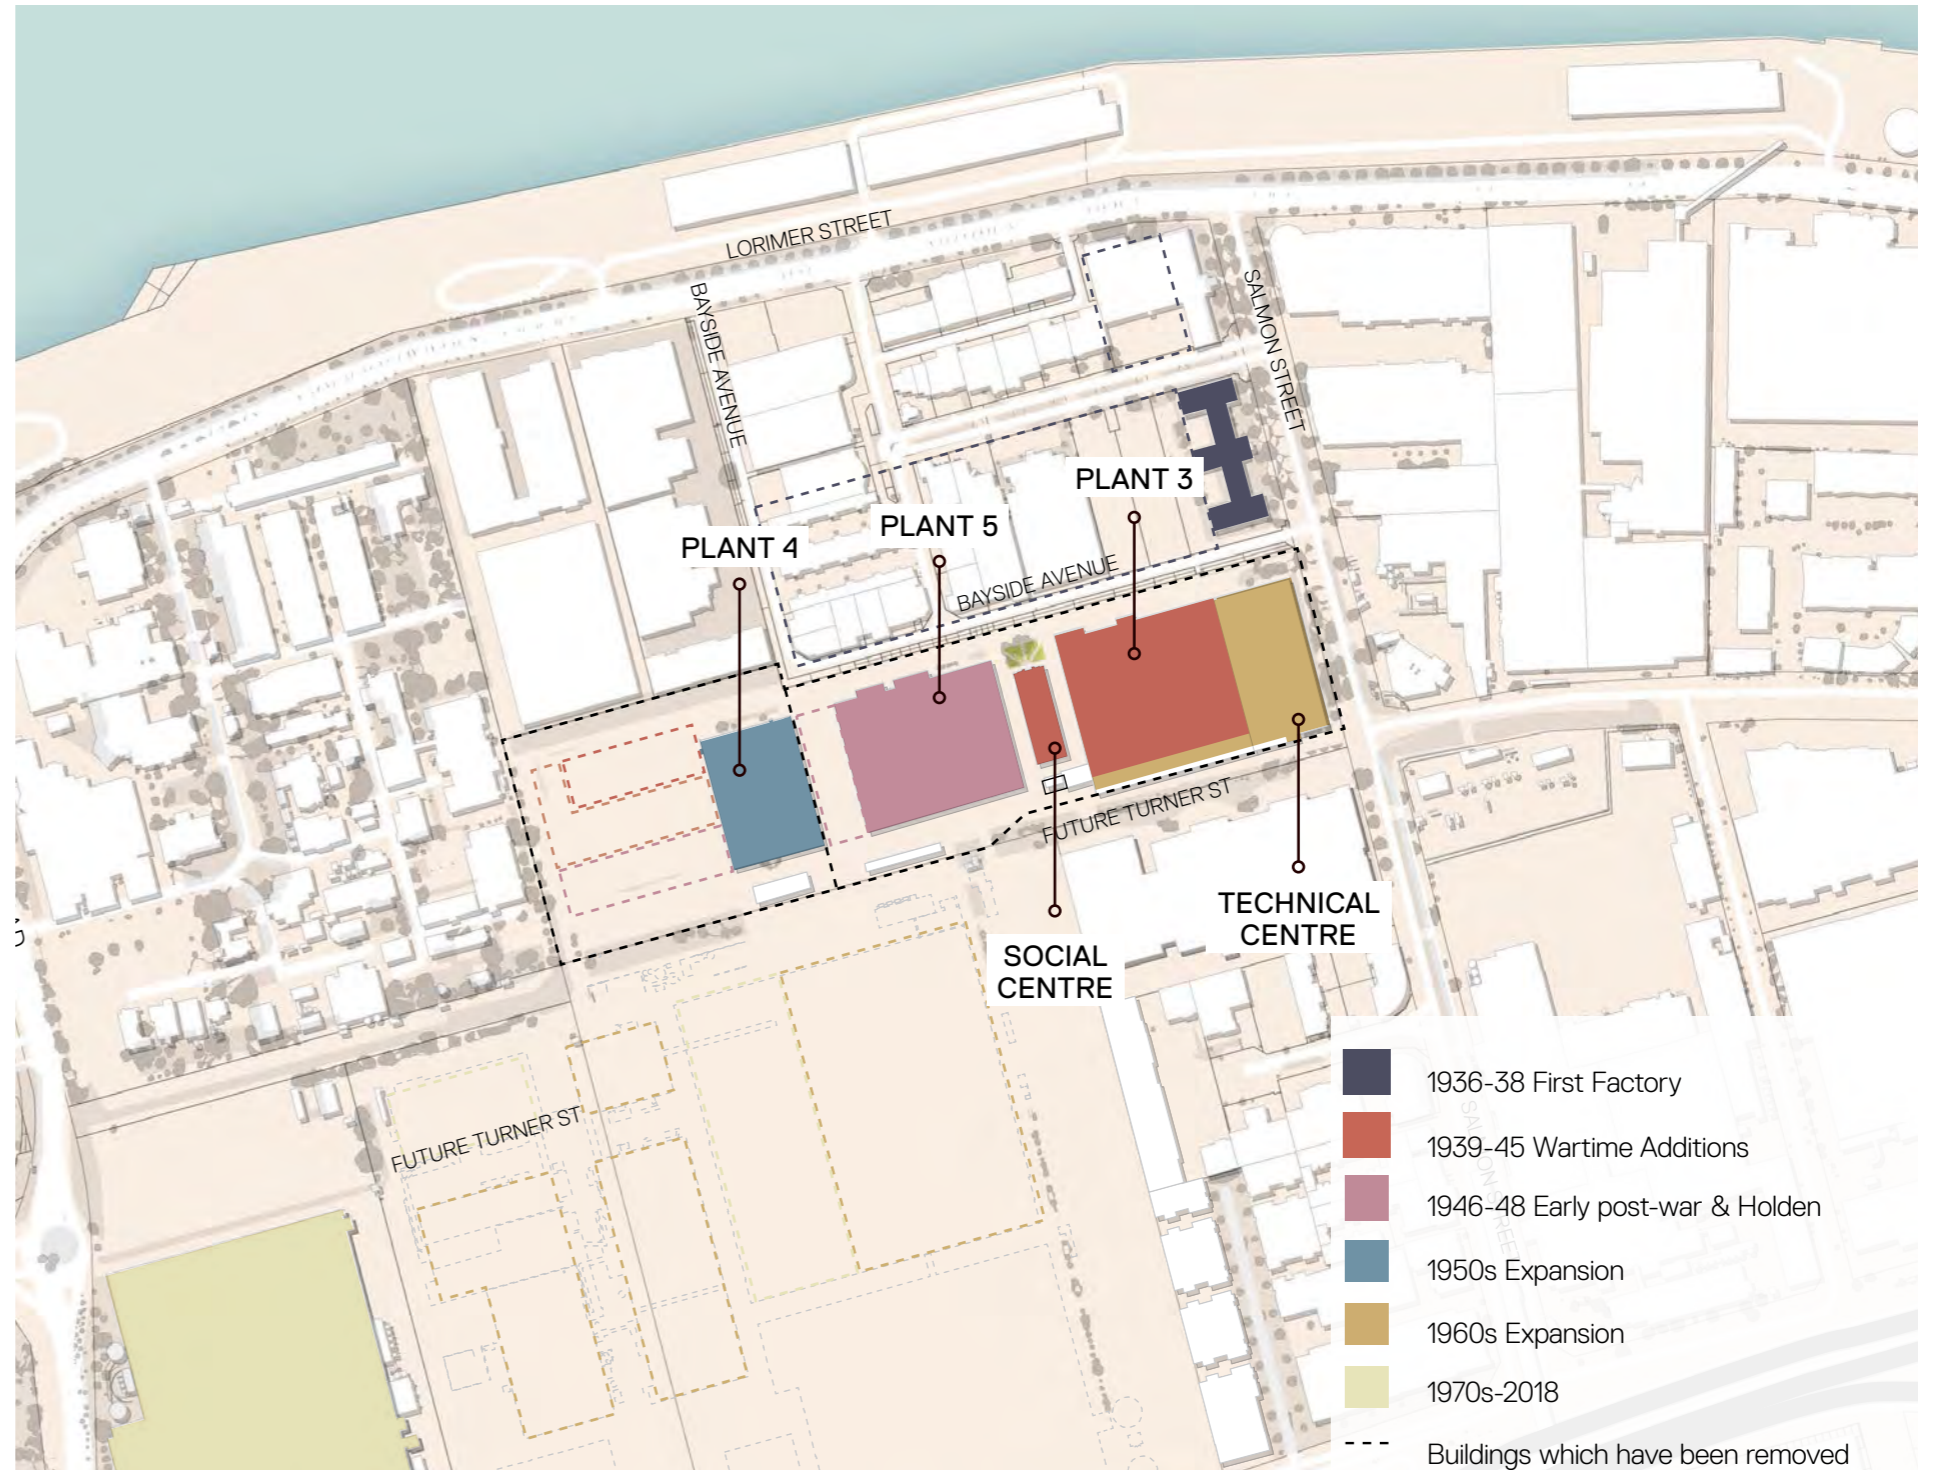 LORIMER STREET
BAYSIDE AVENUE
SALMON STREET
PLANT 3
PLANT 5
PLANT 4
BAYSIDE AVENUE
FUTURE TURNER ST
TECHNICAL
CENTRE
SOCIAL
CENTRE
FUTURE TURNER ST
SALMON STREET
1936-38 First Factory
1939-45 Wartime Additions
1946-48 Early post-war & Holden
1950s Expansion
1960s Expansion
1970s-2018
Buildings which have been removed